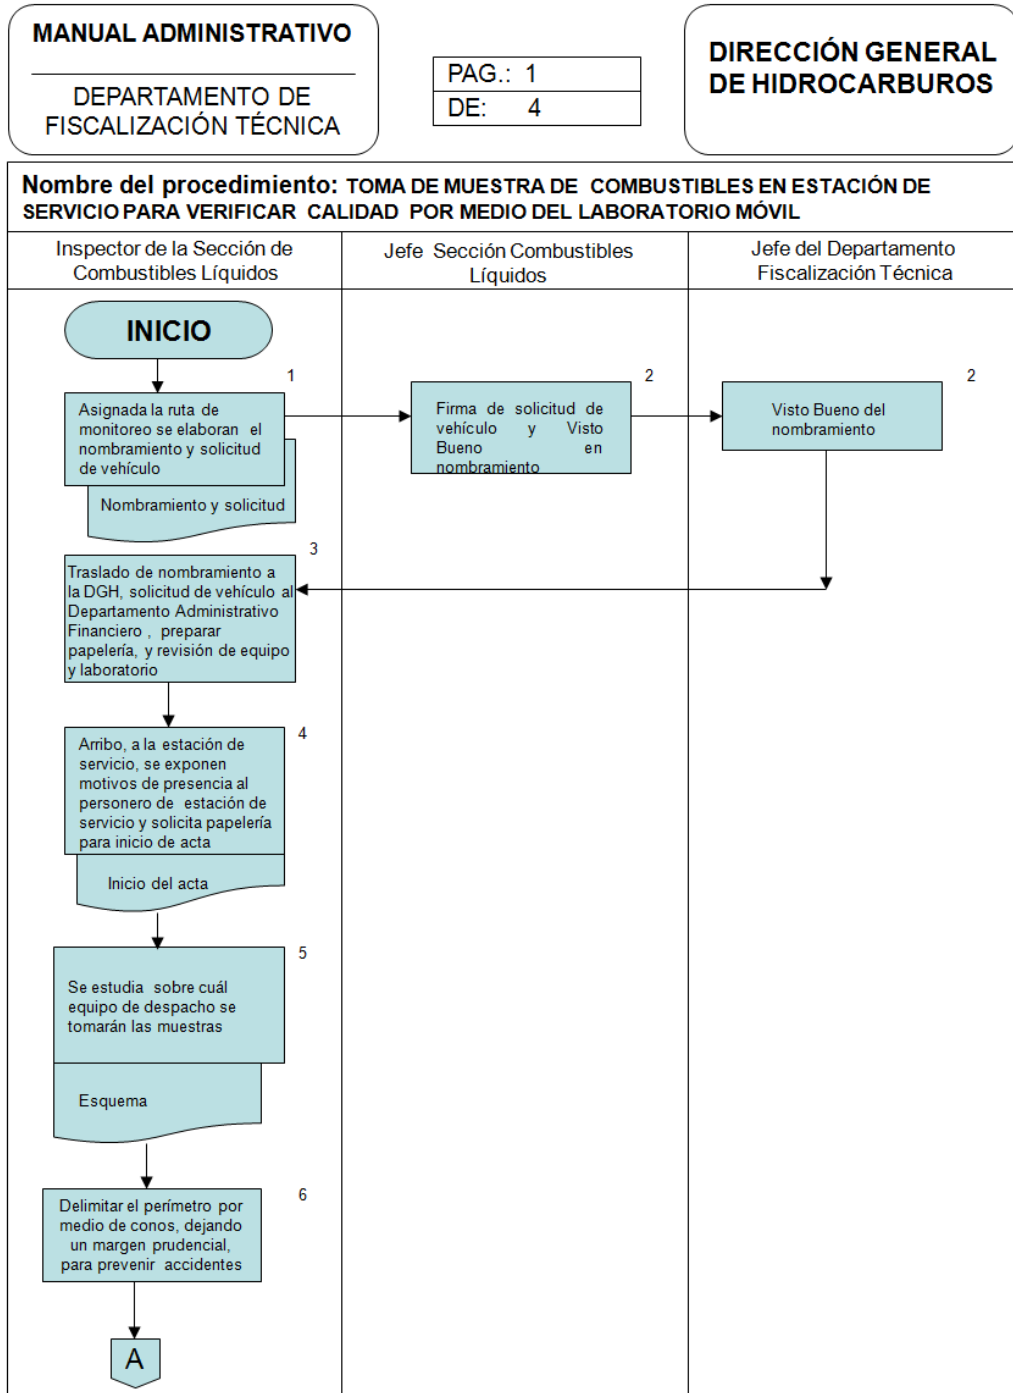 MANUAL ADMINISTRATIVO
DEPARTAMENTO DE
FISCALIZACIÓN TÉCNICA
PAG.: 1
DE: 4
DIRECCIÓN GENERAL
DE HIDROCARBUROS
Nombre del procedimiento: TOMA DE MUESTRA DE COMBUSTIBLES EN ESTACIÓN DE
SERVICIO PARA VERIFICAR CALIDAD POR MEDIO DEL LABORATORIO MÓVIL
Inspector de la Sección de
Combustibles Líquidos
Jefe Sección Combustibles
Líquidos
Jefe del Departamento
Fiscalización Técnica
INICIO
1
Asignada la ruta de
monitoreo se elaboran el
nombramiento y solicitud
de vehículo
Nombramiento y solicitud
2
Firma de solicitud de
vehículo y Visto
Bueno en
nombramiento
2
Visto Bueno del
nombramiento
3
Traslado de nombramiento a
la DGH, solicitud de vehículo al
Departamento Administrativo
Financiero , preparar
papelería, y revisión de equipo
y laboratorio
4
Arribo, a la estación de
servicio, se exponen
motivos de presencia al
personero de estación de
servicio y solicita papelería
para inicio de acta
Inicio del acta
5
Se estudia sobre cuál
equipo de despacho se
tomarán las muestras
Esquema
6
Delimitar el perímetro por
medio de conos, dejando
un margen prudencial,
para prevenir accidentes
A